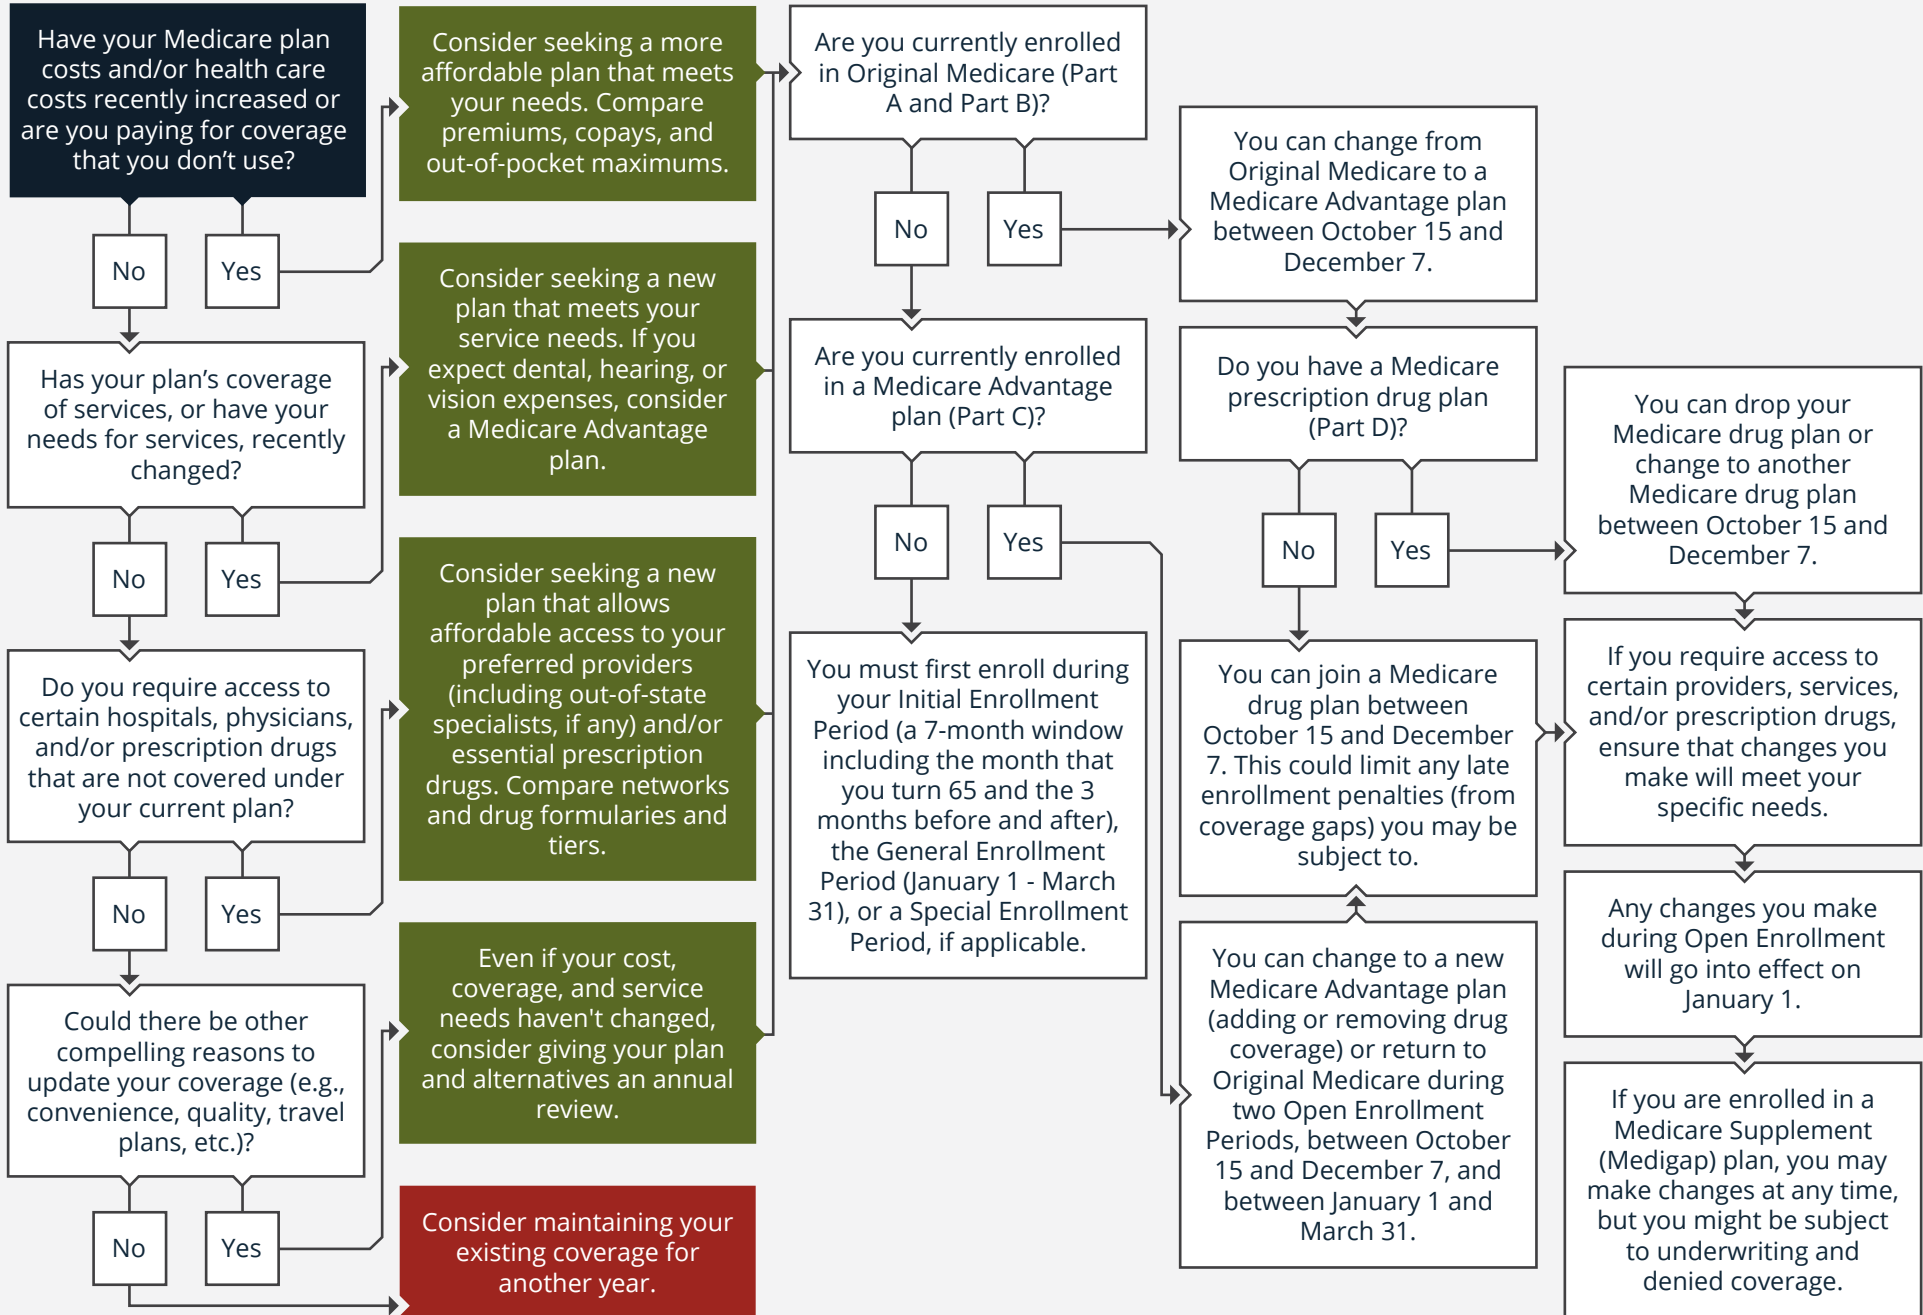 Have your Medicare plan
costs and/or health care
costs recently increased or
are you paying for coverage
that you don't use?
No
Yes
Has your plan's coverage
of services, or have your
needs for services, recently
changed?
No
Yes
Do you require access to
certain hospitals, physicians,
and/or prescription drugs
that are not covered under
your current plan?
No
Yes
Could there be other
compelling reasons to
update your coverage (e.g.,
convenience, quality, travel
plans, etc.)?
No
Yes
Consider seeking a more
affordable plan that meets
your needs. Compare
premiums, copays, and
out-of-pocket maximums.
Consider seeking a new
plan that meets your
service needs. If you
expect dental, hearing, or
vision expenses, consider
a Medicare Advantage
plan.
Consider seeking a new
plan that allows
affordable access to your
preferred providers
(including out-of-state
specialists, if any) and/or
essential prescription
drugs. Compare networks
and drug formularies and
tiers.
Even if your cost,
coverage, and service
needs haven't changed,
consider giving your plan
and alternatives an annual
review.
Consider maintaining your
existing coverage for
another year.
Are you currently enrolled
in Original Medicare (Part
A and Part B)?
No
Yes
Are you currently enrolled
in a Medicare Advantage
plan (Part C)?
No
Yes
You must first enroll during
your Initial Enrollment
Period (a 7-month window
including the month that
you turn 65 and the 3
months before and after),
the General Enrollment
Period (January 1 - March
31), or a Special Enrollment
Period, if applicable.
You can change from
Original Medicare to a
Medicare Advantage plan
between October 15 and
December 7.
Do you have a Medicare
prescription drug plan
(Part D)?
No
Yes
You can join a Medicare
drug plan between
October 15 and December
7. This could limit any late
enrollment penalties (from
coverage gaps) you may be
subject to.
You can change to a new
Medicare Advantage plan
(adding or removing drug
coverage) or return to
Original Medicare during
two Open Enrollment
Periods, between October
15 and December 7, and
between January 1 and
March 31.
You can drop your
Medicare drug plan or
change to another
Medicare drug plan
between October 15 and
December 7.
If you require access to
certain providers, services,
and/or prescription drugs,
ensure that changes you
make will meet your
specific needs.
Any changes you make
during Open Enrollment
will go into effect on
January 1.
If you are enrolled in a
Medicare Supplement
(Medigap) plan, you may
make changes at any time,
but you might be subject
to underwriting and
denied coverage.